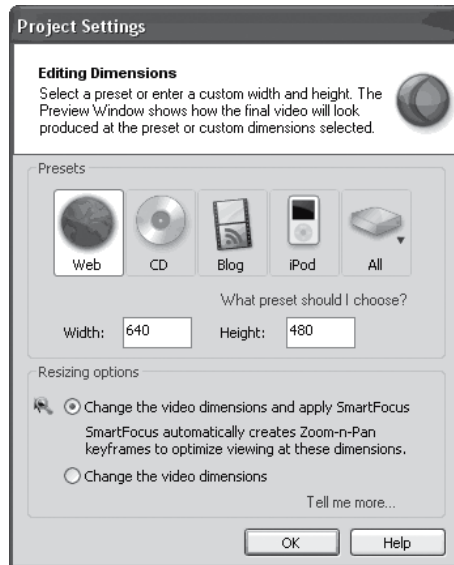 Project Settings
Editing Dimensions
Select a preset or enter a custom width and height. The
Preview Window shows how the final video will look
produced at the preset or custom dimensions selected.
Presets
Web CD Blog iPod All
What preset should I choose?
Width: 640 Height: 480
Resizing options
Change the video dimensions and apply SmartFocus
SmartFocus automatically creates Zoom-n-Pan
keyframes to optimize viewing at these dimensions.
Change the video dimensions
Tell me more...
OK Help